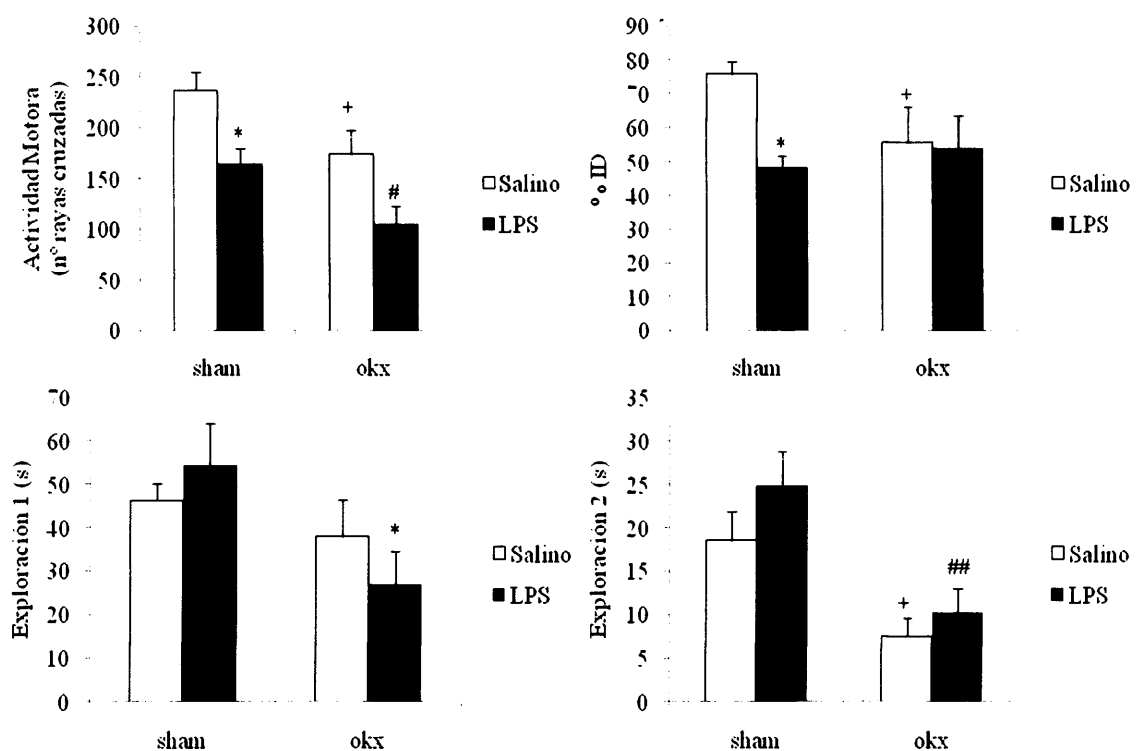 300
250
200
150
100
50
0
Actividad Motora
(nº rayas cruzadas)
*
+
#
Salino
LPS
sham
okx
90
80
70
60
50
40
30
20
10
0
% ID
*
+
Salino
LPS
sham
okx
70
60
50
40
30
20
10
0
Exploración 1 (s)
*
Salino
LPS
sham
okx
35
30
25
20
15
10
5
0
Exploración 2 (s)
+
##
Salino
LPS
sham
okx